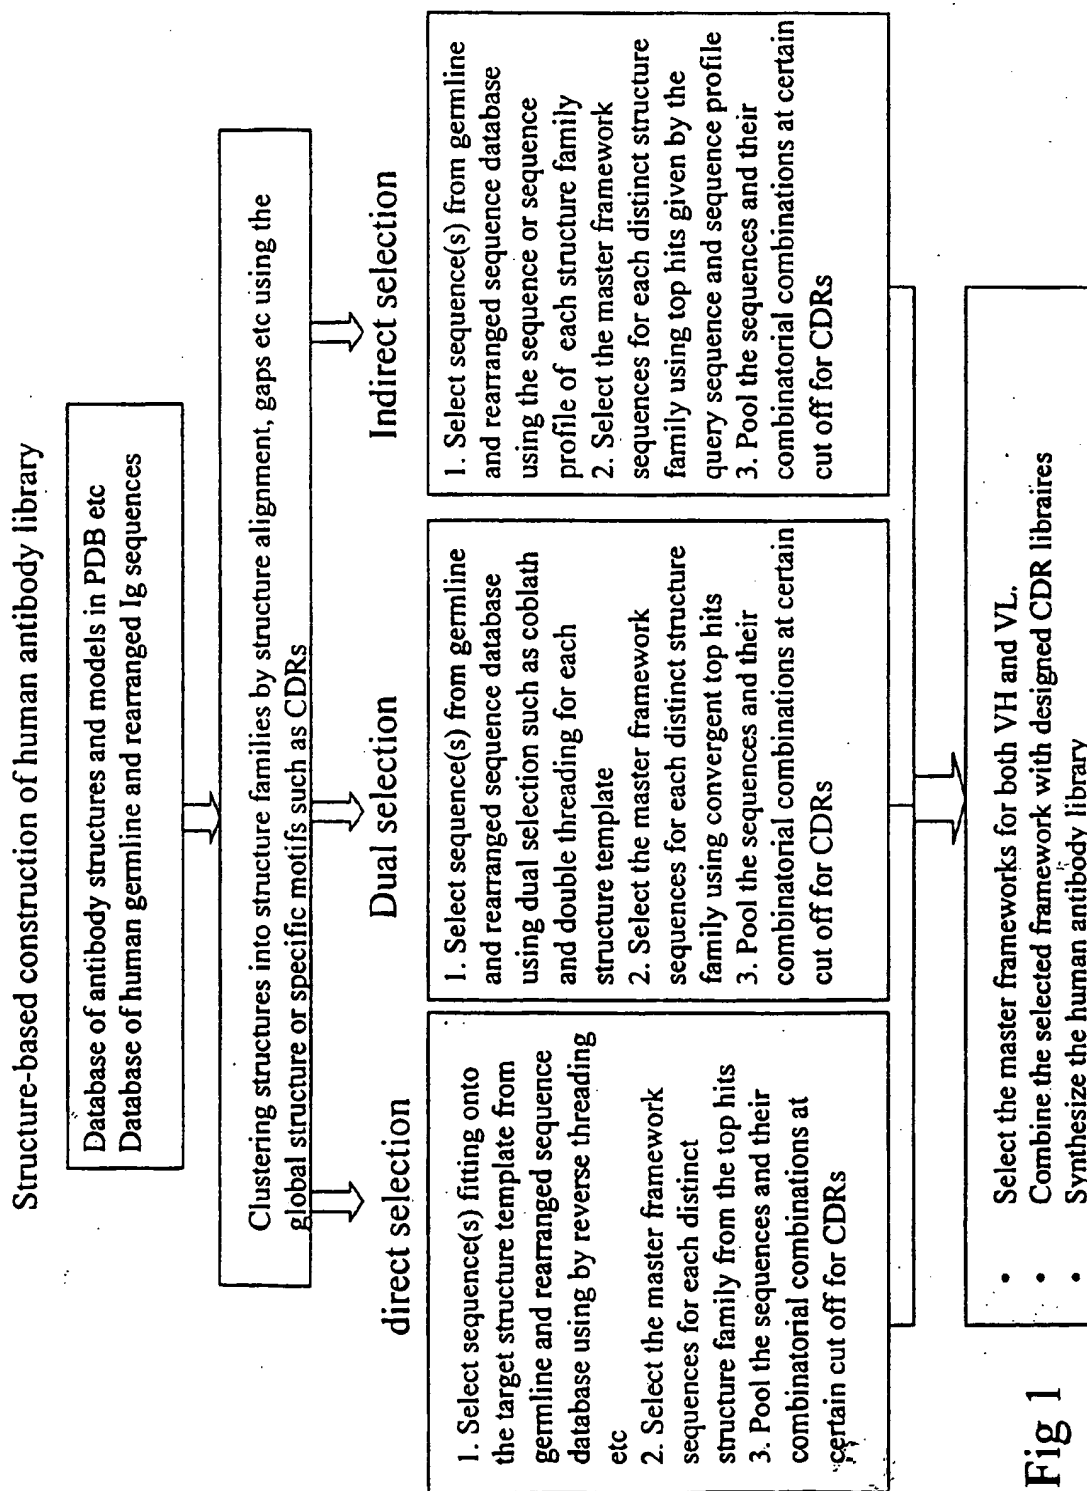 Structure-based construction of human antibody library
Database of antibody structures and models in PDB etc
Database of human germline and rearranged Ig sequences
Clustering structures into structure families by structure alignment, gaps etc using the
global structure or specific motifs such as CDRs
direct selection
1. Select sequence(s) fitting onto
the target structure template from
germline and rearranged sequence
database using by reverse threading
etc
2. Select the master framework
sequences for each distinct
structure family from the top hits
3. Pool the sequences and their
combinatorial combinations at
certain cut off for CDRs
Dual selection
1. Select sequence(s) from germline
and rearranged sequence database
using dual selection such as coblath
and double threading for each
structure template
2. Select the master framework
sequences for each distinct structure
family using convergent top hits
3. Pool the sequences and their
combinatorial combinations at certain
cut off for CDRs
Indirect selection
1. Select sequence(s) from germline
and rearranged sequence database
using the sequence or sequence
profile of each structure family
2. Select the master framework
sequences for each distinct structure
family using top hits given by the
query sequence and sequence profile
3. Pool the sequences and their
combinatorial combinations at certain
cut off for CDRs
• Select the master frameworks for both VH and VL.
• Combine the selected framework with designed CDR libraires
• Synthesize the human antibody library
Fig 1